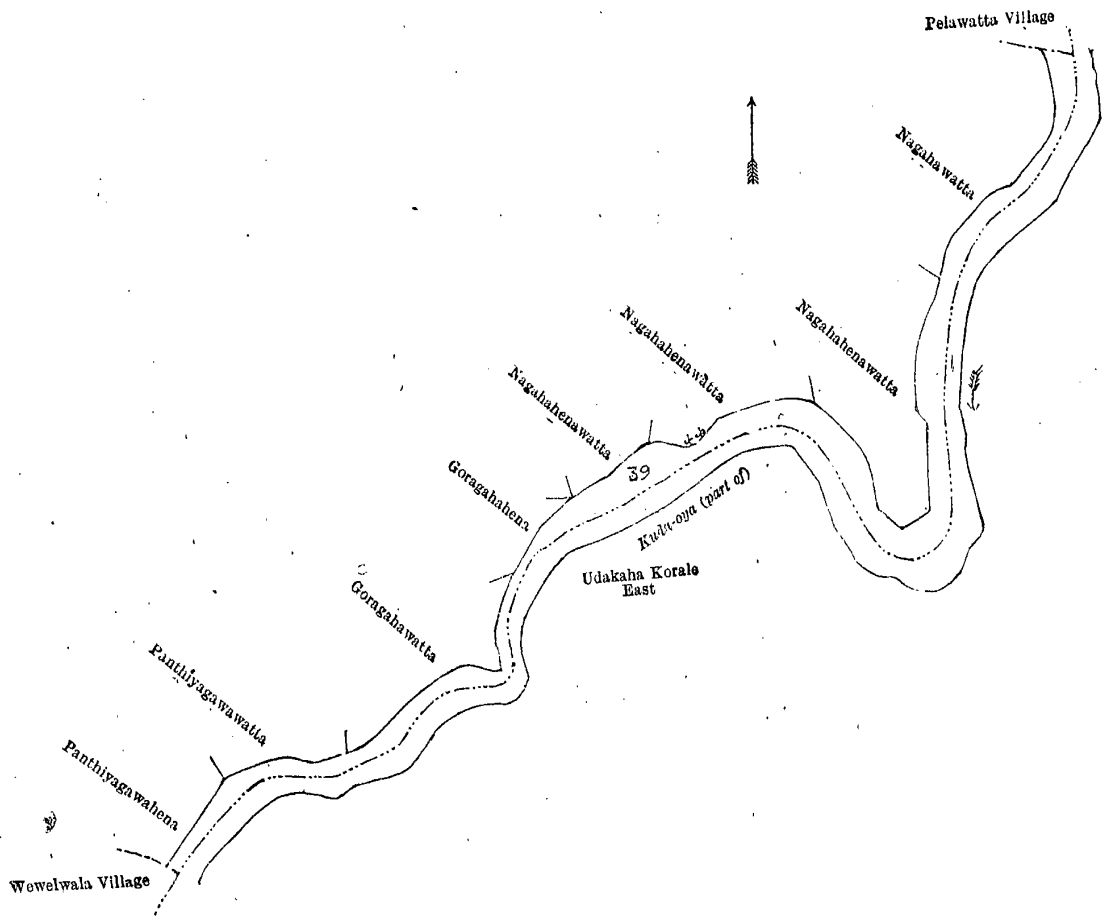 Pelawatta Village
Nagahawatta
Nagahahenawatta
Nagahahenawatta
Nagahahenawatta
Goragahahena
39
Kuda-oya (part of)
Udakaha Korale
East
Goragahawatta
Panthiyagawawatta
Panthiyagawahena
Wewelwala Village